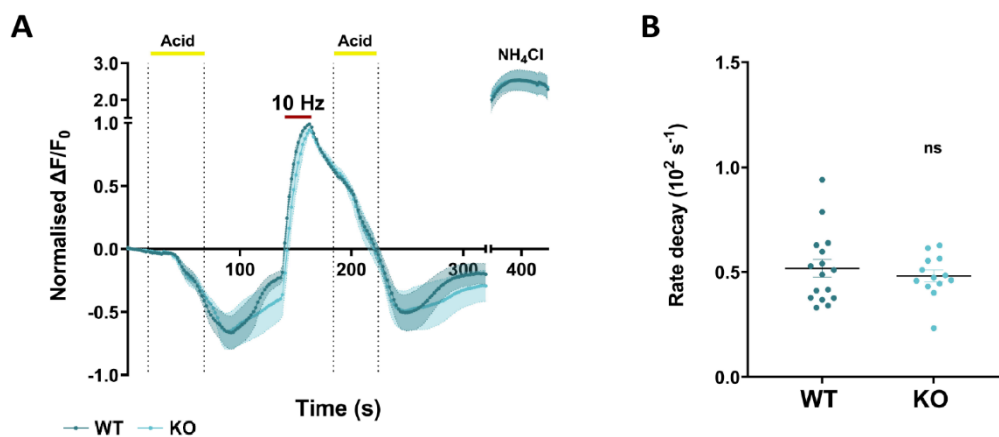 A
Acid
Acid
NH₄Cl
10 Hz
Normalised ΔF/F₀
3.0
2.0
1.0
0.5
0.0
-0.5
-1.0
100
200
300
400
Time (s)
WT
KO
B
Rate decay (10² s⁻¹)
1.5
1.0
0.5
0.0
ns
WT
KO